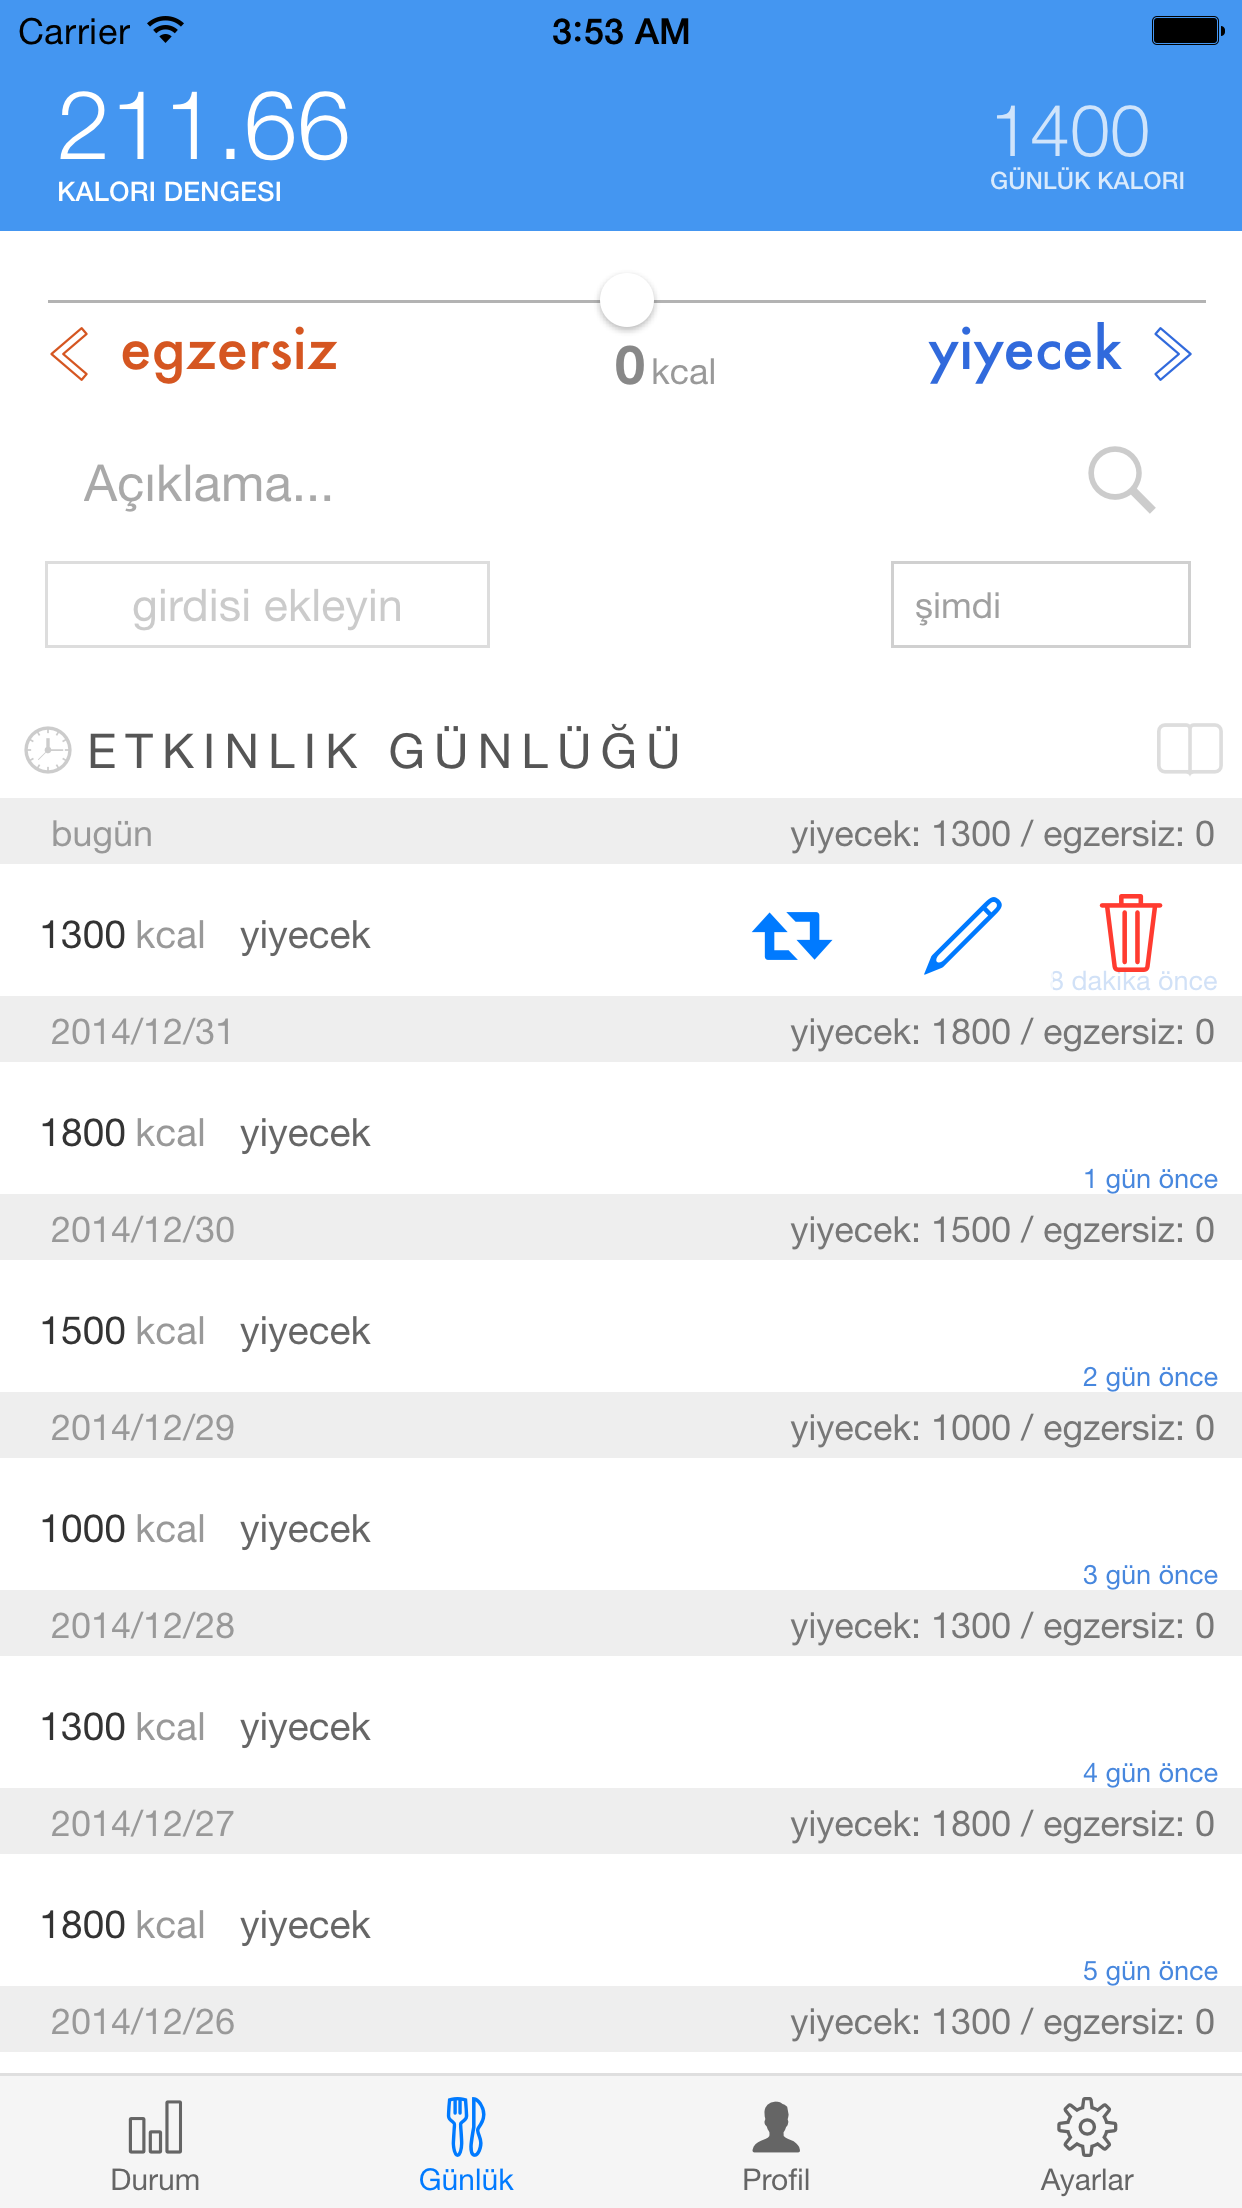 Carrier 3:53 AM
211.66 1400
KALORI DENGESI GÜNLÜK KALORI
egzersiz 0 kcal yiyecek
Açıklama...
girdisi ekleyin şimdi
ETKINLIK GÜNLÜĞÜ
bugün yiyecek: 1300 / egzersiz: 0
1300 kcal yiyecek
8 dakika önce
2014/12/31 yiyecek: 1800 / egzersiz: 0
1800 kcal yiyecek
1 gün önce
2014/12/30 yiyecek: 1500 / egzersiz: 0
1500 kcal yiyecek
2 gün önce
2014/12/29 yiyecek: 1000 / egzersiz: 0
1000 kcal yiyecek
3 gün önce
2014/12/28 yiyecek: 1300 / egzersiz: 0
1300 kcal yiyecek
4 gün önce
2014/12/27 yiyecek: 1800 / egzersiz: 0
1800 kcal yiyecek
5 gün önce
2014/12/26 yiyecek: 1300 / egzersiz: 0
Durum Günlük Profil Ayarlar